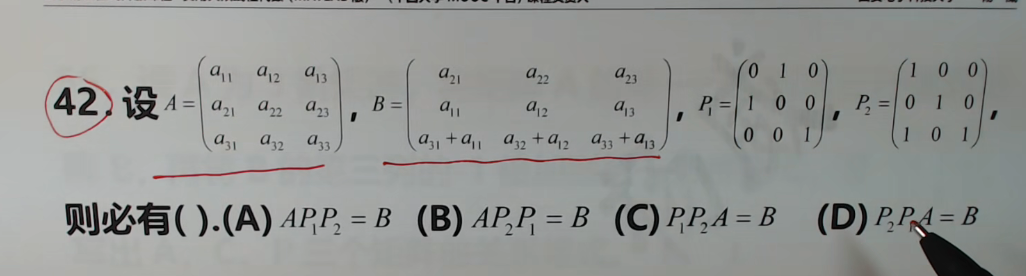 42. 设 A = \begin{pmatrix} a_{11} & a_{12} & a_{13} \\ a_{21} & a_{22} & a_{23} \\ a_{31} & a_{32} & a_{33} \end{pmatrix}, B = \begin{pmatrix} a_{21} & a_{22} & a_{23} \\ a_{11} & a_{12} & a_{13} \\ a_{31}+a_{11} & a_{32}+a_{12} & a_{33}+a_{13} \end{pmatrix}, P_1 = \begin{pmatrix} 0 & 1 & 0 \\ 1 & 0 & 0 \\ 0 & 0 & 1 \end{pmatrix}, P_2 = \begin{pmatrix} 1 & 0 & 0 \\ 0 & 1 & 0 \\ 1 & 0 & 1 \end{pmatrix},
则必有( ).(A) AP_1P_2 = B (B) AP_2P_1 = B (C) P_1P_2A = B (D) P_2P_1A = B